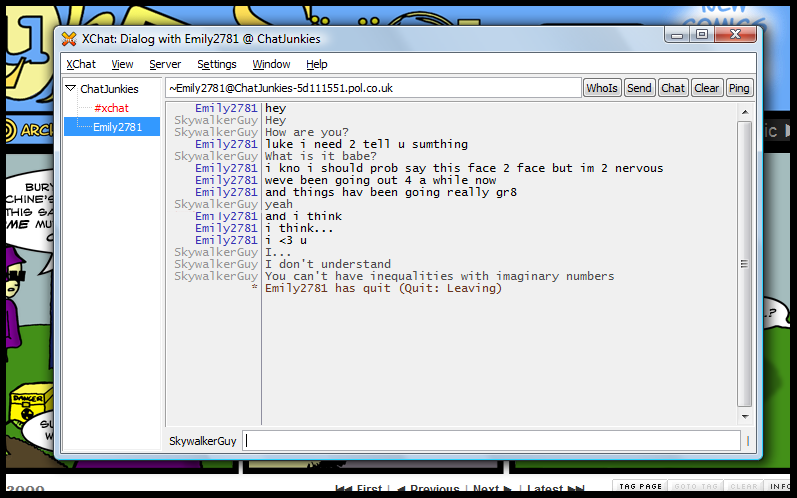 NEW
COMICS
XChat: Dialog with Emily2781 @ ChatJunkies
XChat View Server Settings Window Help
ChatJunkies
#xchat
Emily2781
~Emily2781@ChatJunkies-5d111551.pol.co.uk
WhoIs Send Chat Clear Ping
Emily2781 hey
SkywalkerGuy Hey
SkywalkerGuy How are you?
Emily2781 luke i need 2 tell u sumthing
SkywalkerGuy What is it babe?
Emily2781 i kno i should prob say this face 2 face but im 2 nervous
Emily2781 weve been going out 4 a while now
Emily2781 and things hav been going really gr8
SkywalkerGuy yeah
Emily2781 and i think
Emily2781 i think...
Emily2781 i <3 u
SkywalkerGuy I...
SkywalkerGuy I don't understand
SkywalkerGuy You can't have inequalities with imaginary numbers
* Emily2781 has quit (Quit: Leaving)
SkywalkerGuy
ARC
BURY
CHINE'S
THIS SA
ME MU
DANGER
2009
First | Previous | Next | Latest
TAG PAGE GOTO TAG CLEAR INFO